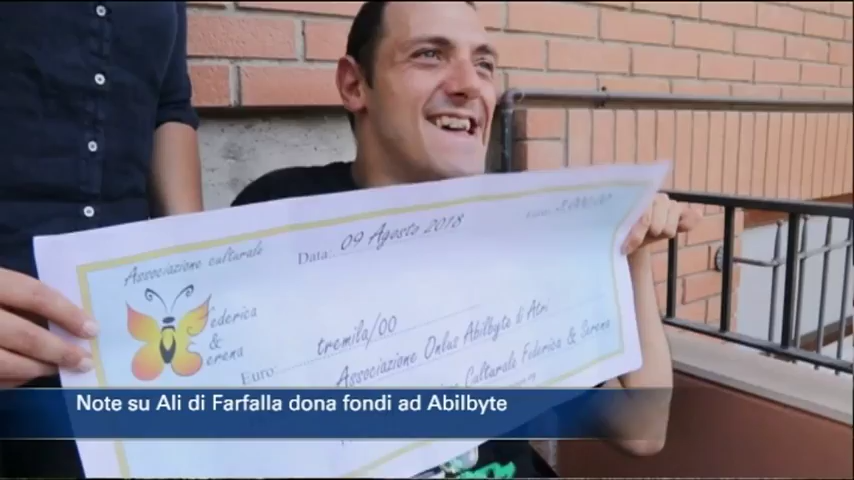 Associazione culturale
Data: 09 Agosto 2018
Federica
&
Serena
Euro: tremila/00
Associazione Onlus Abilbyte di Atri
Culturale Federica & Serena
Note su Ali di Farfalla dona fondi ad Abilbyte